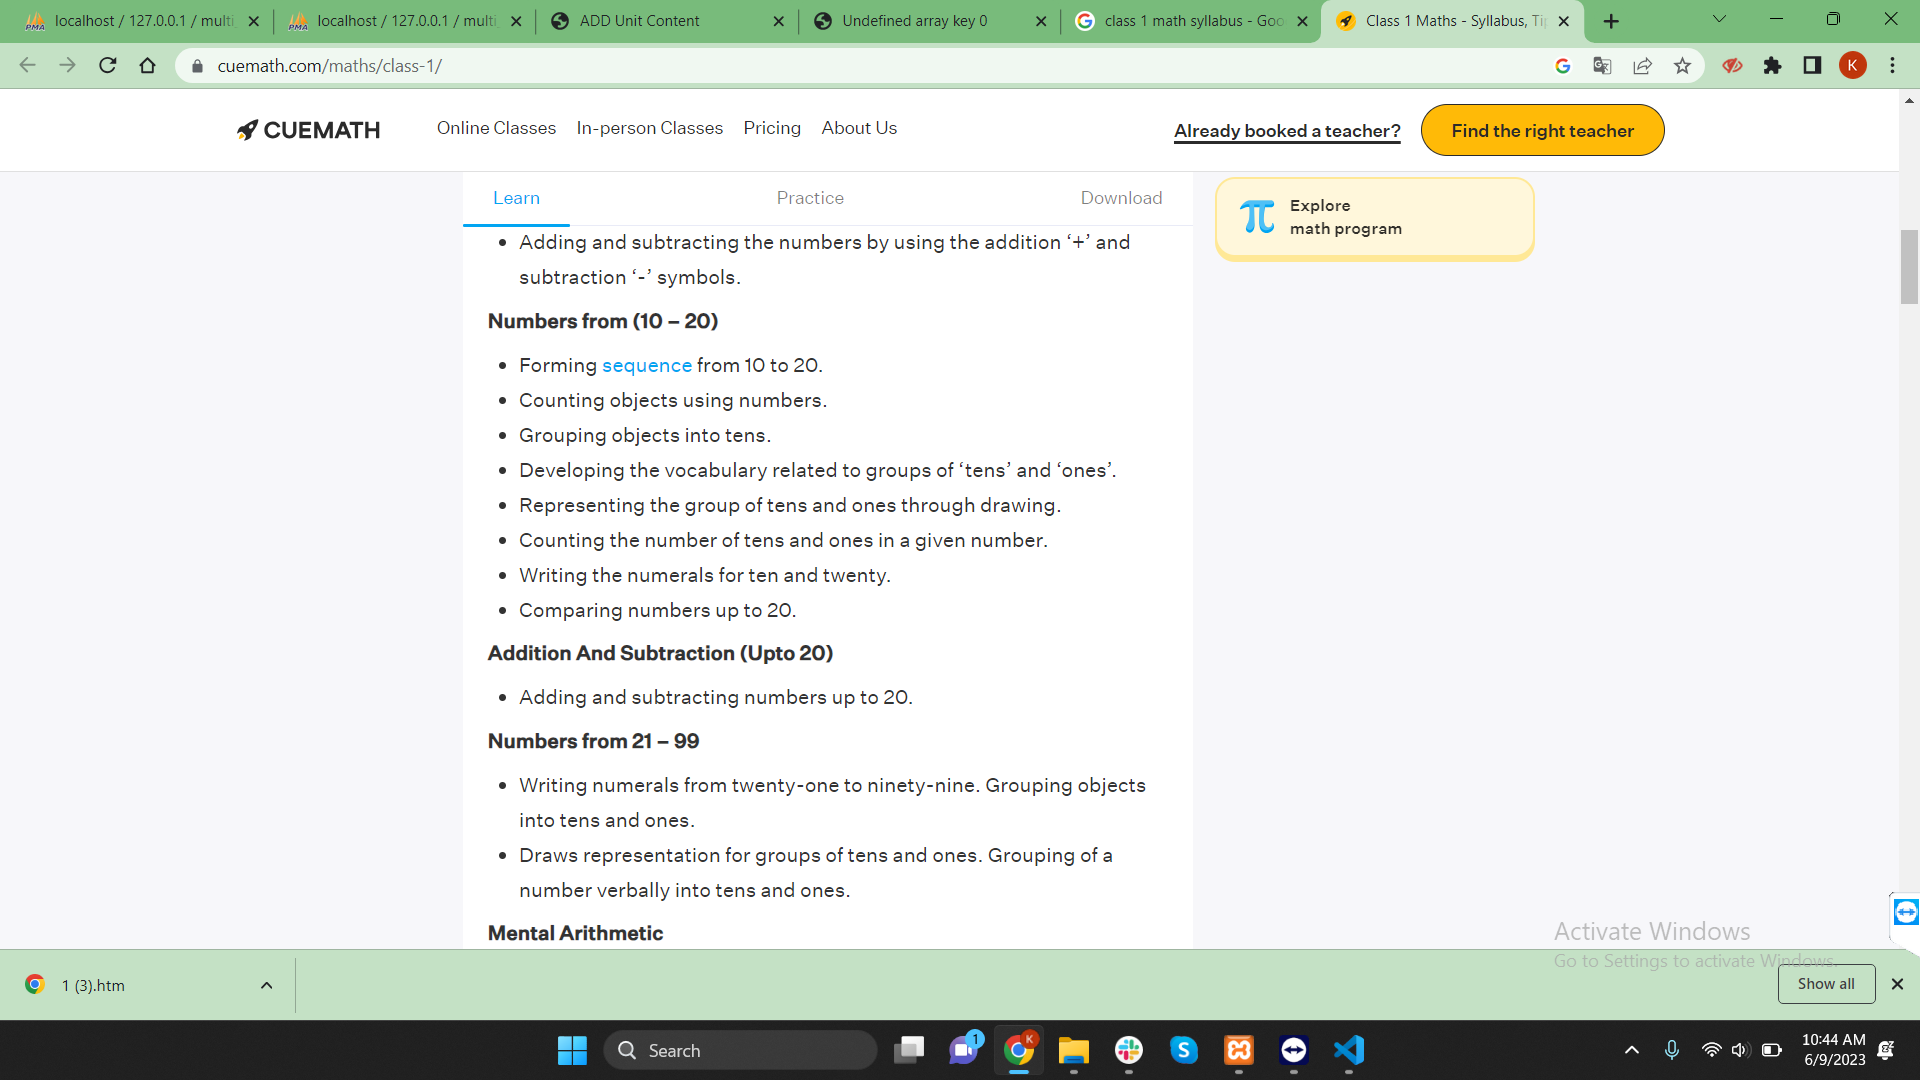 localhost / 127.0.0.1 / multi
localhost / 127.0.0.1 / multi
ADD Unit Content
Undefined array key 0
class 1 math syllabus - Goo
Class 1 Maths - Syllabus, Tip
cuemath.com/maths/class-1/
K
CUEMATH
Online Classes
In-person Classes
Pricing
About Us
Already booked a teacher?
Find the right teacher
Learn
Practice
Download
Explore
math program
• Adding and subtracting the numbers by using the addition ‘+’ and
subtraction ‘-’ symbols.
Numbers from (10 – 20)
• Forming sequence from 10 to 20.
• Counting objects using numbers.
• Grouping objects into tens.
• Developing the vocabulary related to groups of ‘tens’ and ‘ones’.
• Representing the group of tens and ones through drawing.
• Counting the number of tens and ones in a given number.
• Writing the numerals for ten and twenty.
• Comparing numbers up to 20.
Addition And Subtraction (Upto 20)
• Adding and subtracting numbers up to 20.
Numbers from 21 – 99
• Writing numerals from twenty-one to ninety-nine. Grouping objects
into tens and ones.
• Draws representation for groups of tens and ones. Grouping of a
number verbally into tens and ones.
Mental Arithmetic
Activate Windows
Go to Settings to activate Windows.
1 (3).htm
Show all
Search
1
K
10:44 AM
6/9/2023